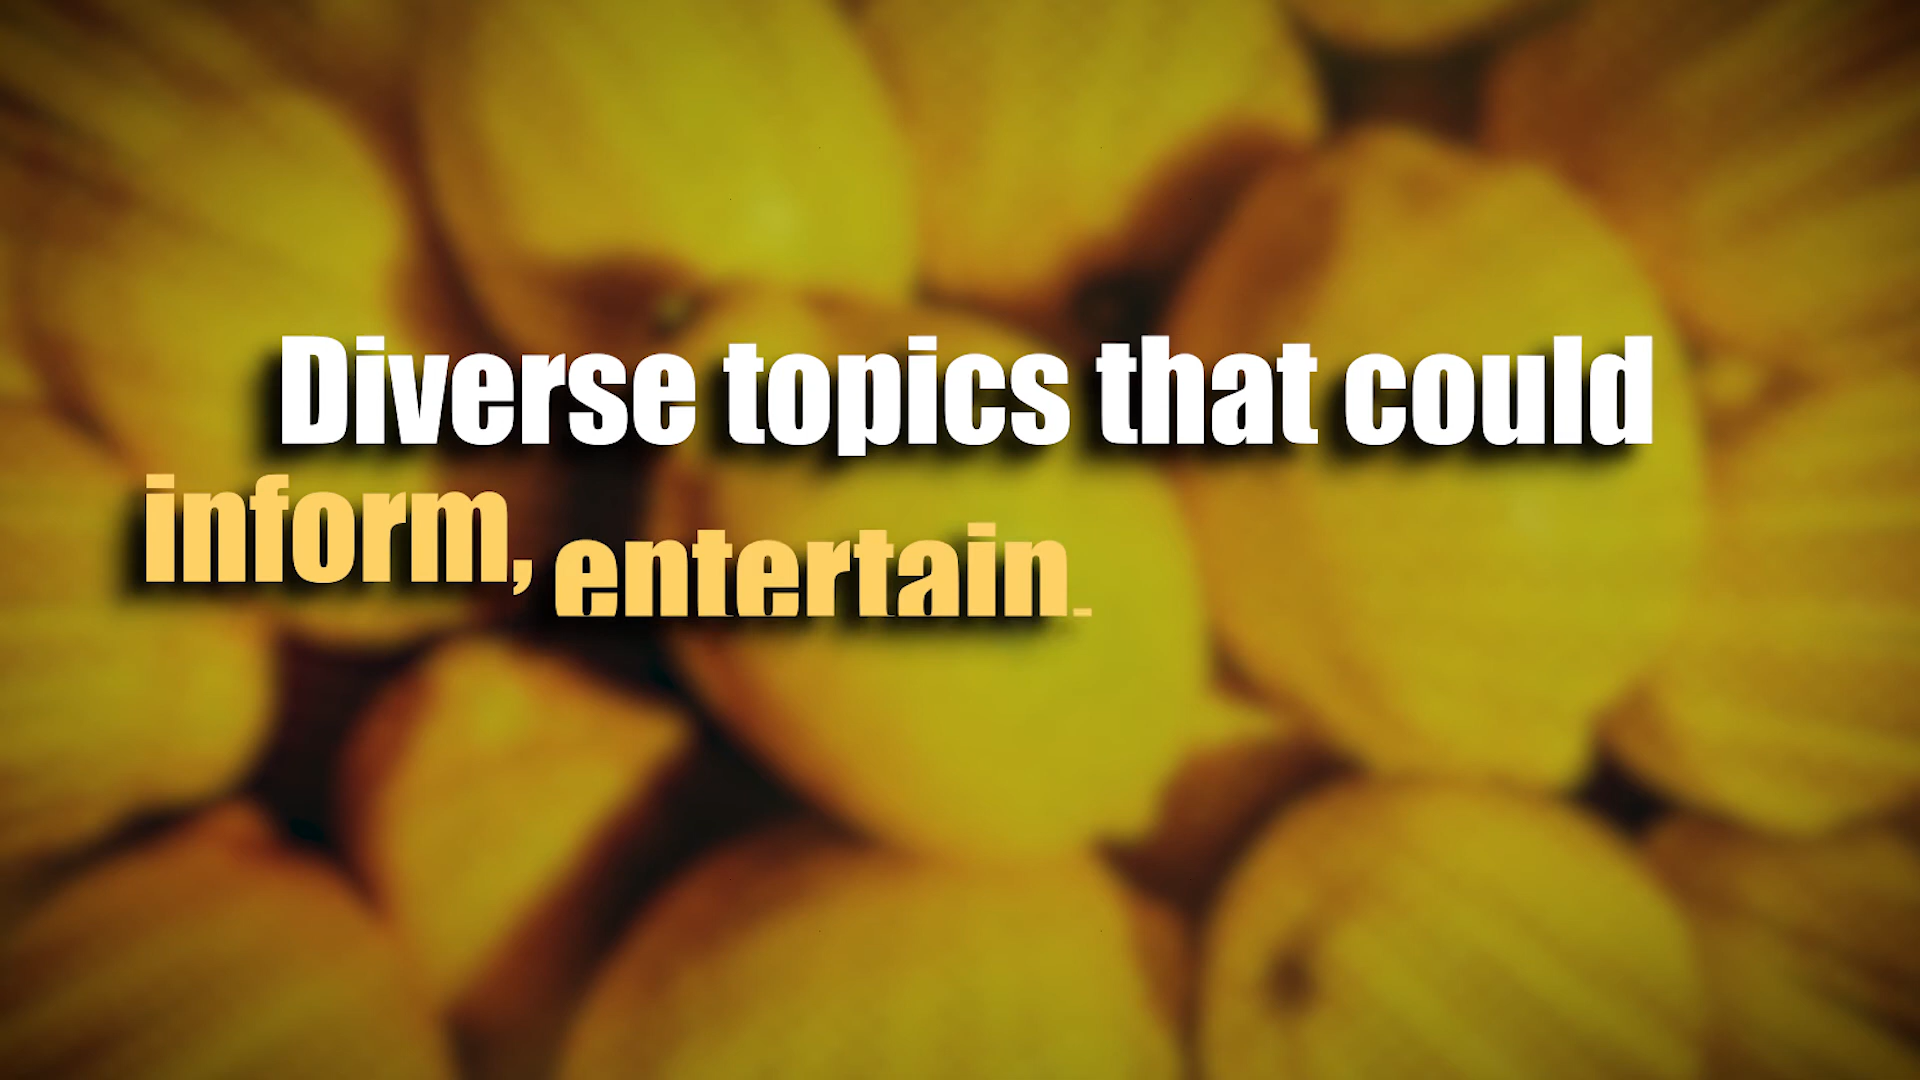 Diverse topics that could
inform, entertain,